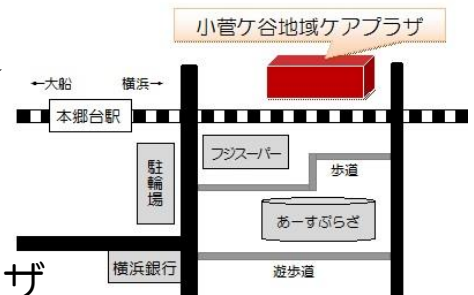 小菅ケ谷地域ケアプラザ
←大船
横浜→
本郷台駅
フジスーパー
駐輪場
歩道
あーすぷらざ
横浜銀行
遊歩道
ザ